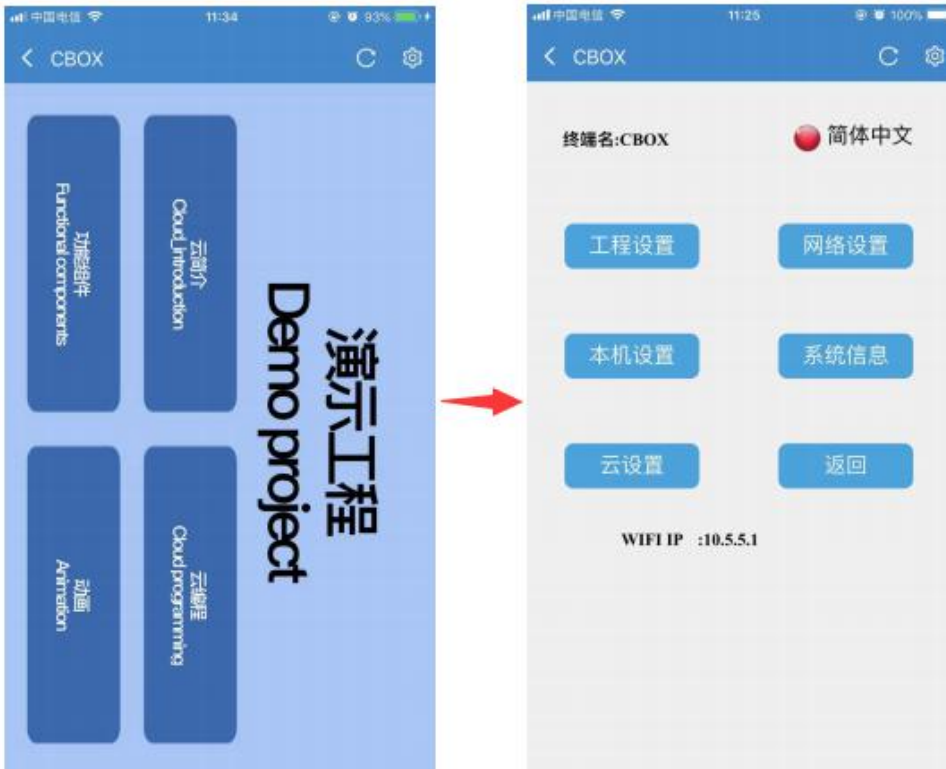 中国电信 11:34 93%
CBOX
演示工程
Demo project
云简介
Cloud_Introduction
云编程
Cloud programming
功能组件
Functional components
动画
Animation
中国电信 11:25 100%
CBOX
终端名:CBOX 简体中文
工程设置 网络设置
本机设置 系统信息
云设置 返回
WIFI IP :10.5.5.1